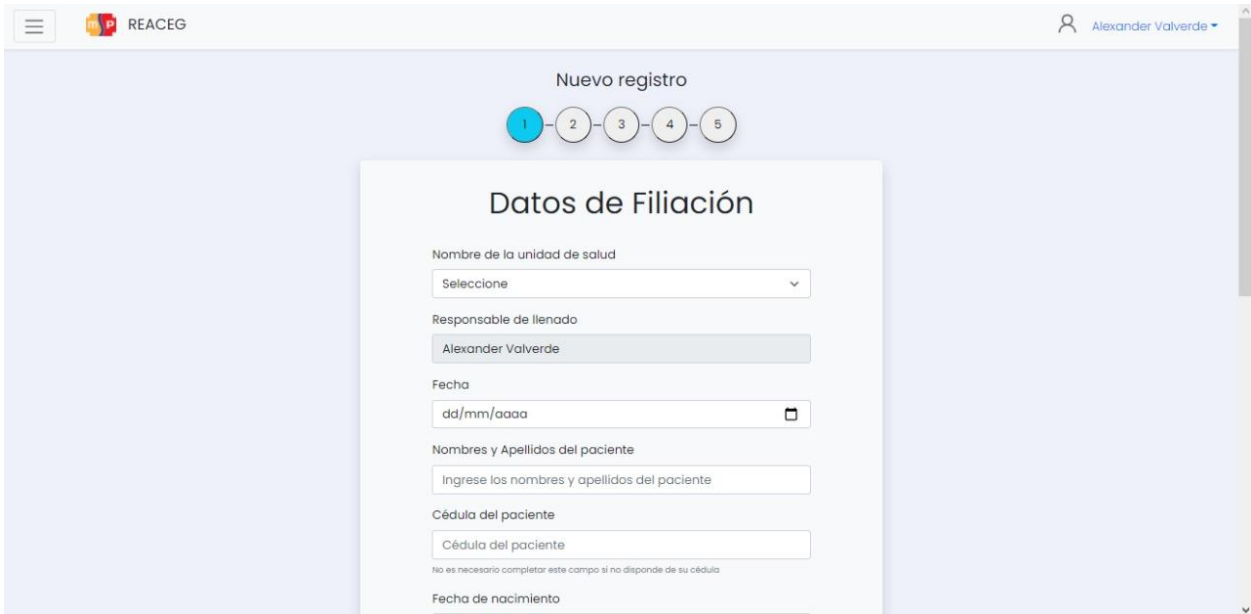 msp REACEG
Alexander Valverde
Nuevo registro
1 2 3 4 5
Datos de Filiación
Nombre de la unidad de salud
Seleccione
Responsable de llenado
Alexander Valverde
Fecha
dd/mm/aaaa
Nombres y Apellidos del paciente
Ingrese los nombres y apellidos del paciente
Cédula del paciente
Cédula del paciente
No es necesario completar este campo si no disponde de su cédula
Fecha de nacimiento